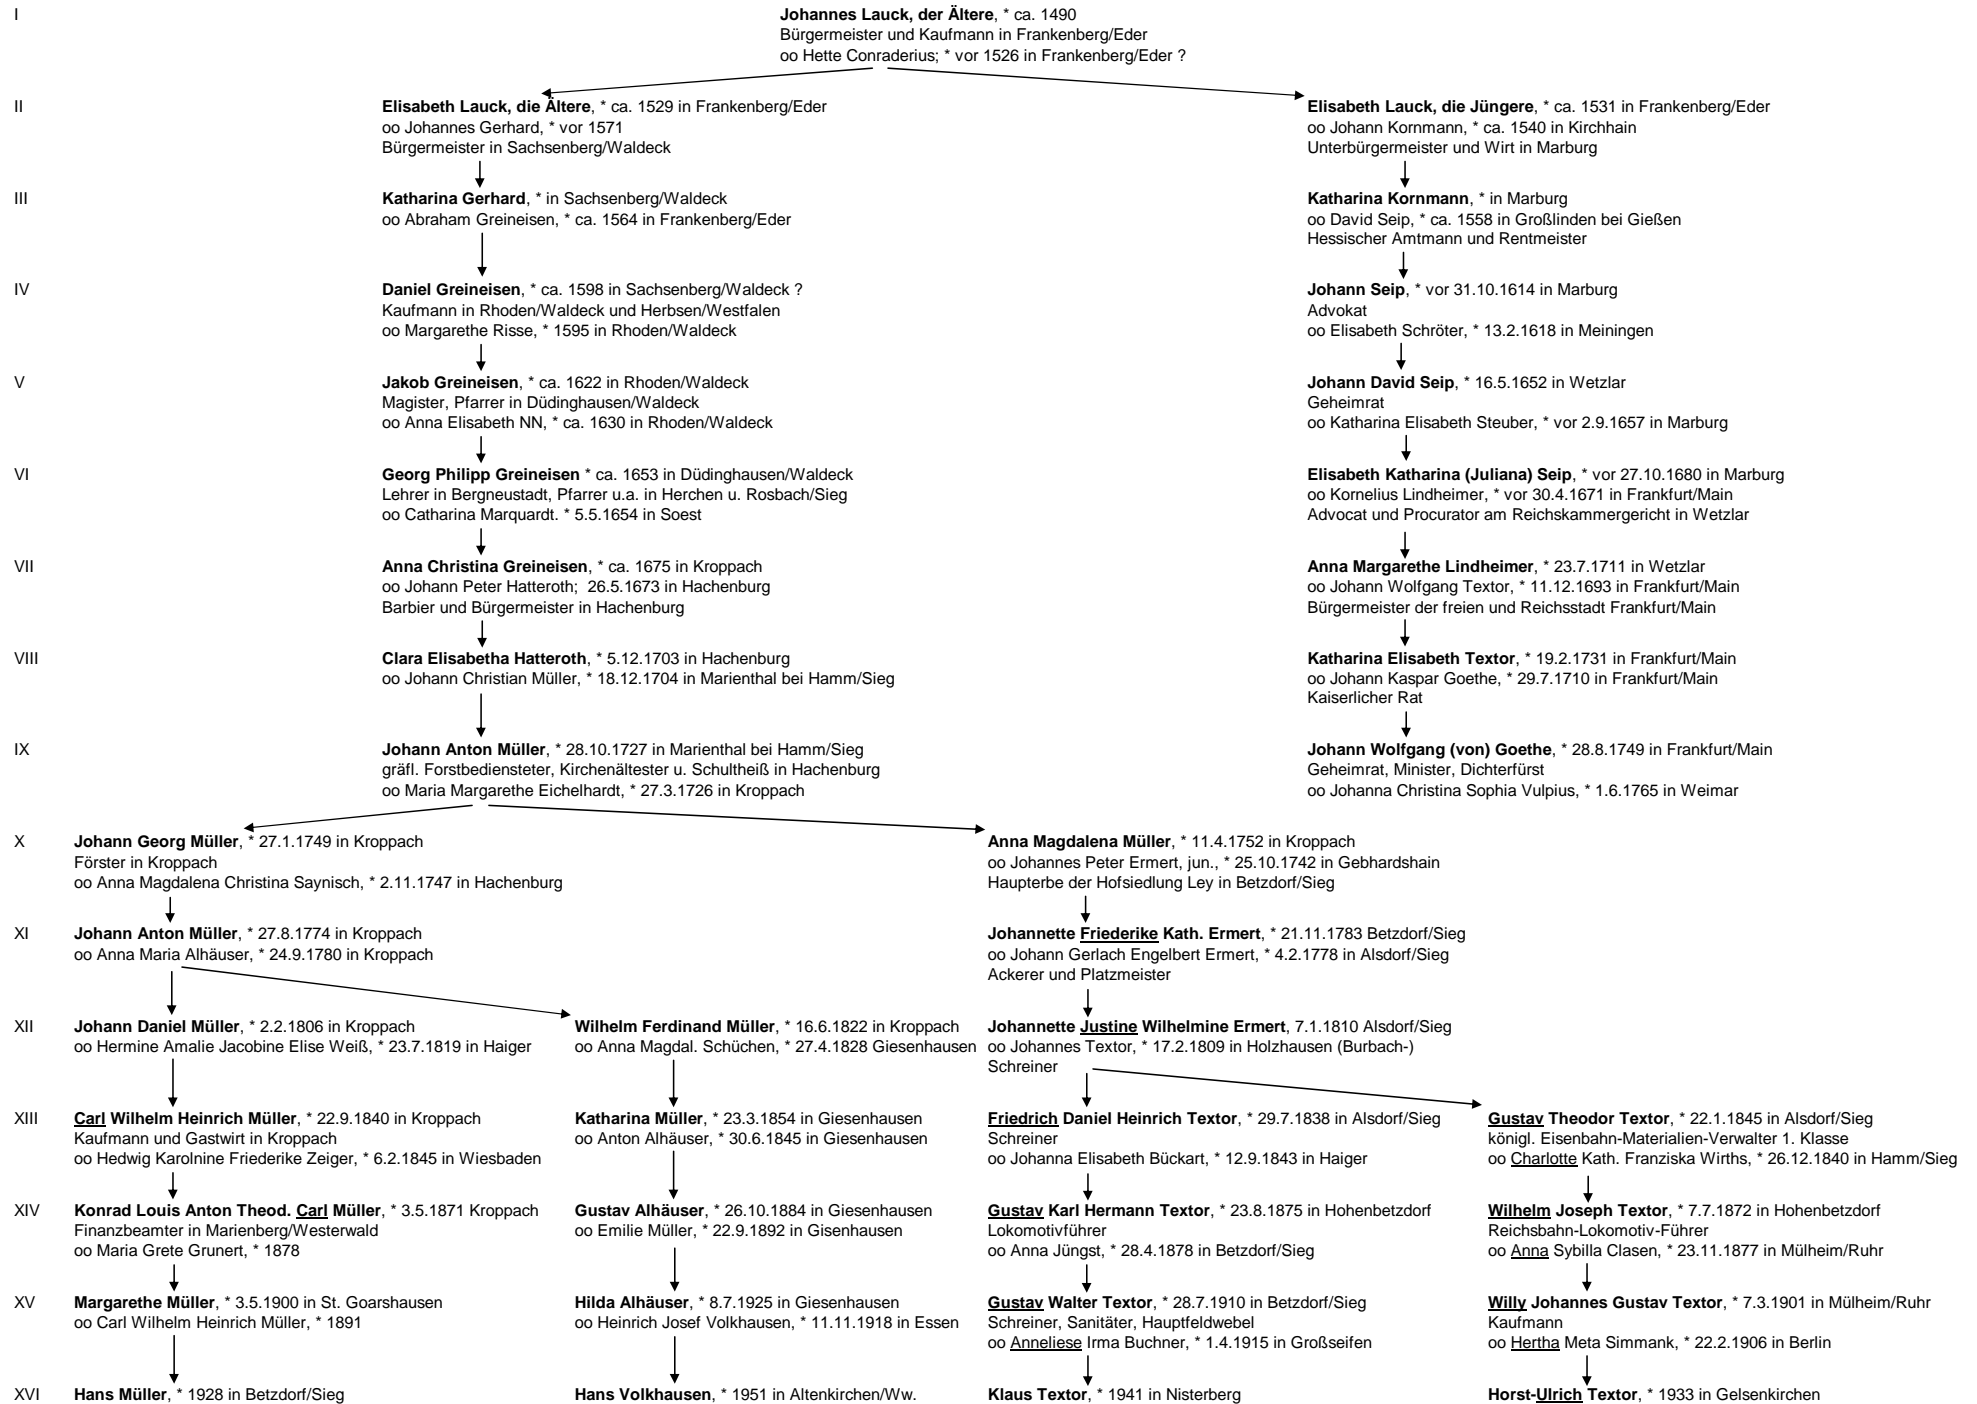 I
Johannes Lauck, der Ältere, * ca. 1490
Bürgermeister und Kaufmann in Frankenberg/Eder
oo Hette Conraderius; * vor 1526 in Frankenberg/Eder ?
II
Elisabeth Lauck, die Ältere, * ca. 1529 in Frankenberg/Eder
oo Johannes Gerhard, * vor 1571
Bürgermeister in Sachsenberg/Waldeck
Elisabeth Lauck, die Jüngere, * ca. 1531 in Frankenberg/Eder
oo Johann Kornmann, * ca. 1540 in Kirchhain
Unterbürgermeister und Wirt in Marburg
III
Katharina Gerhard, * in Sachsenberg/Waldeck
oo Abraham Greineisen, * ca. 1564 in Frankenberg/Eder
Katharina Kornmann, * in Marburg
oo David Seip, * ca. 1558 in Großlinden bei Gießen
Hessischer Amtmann und Rentmeister
IV
Daniel Greineisen, * ca. 1598 in Sachsenberg/Waldeck ?
Kaufmann in Rhoden/Waldeck und Herbsen/Westfalen
oo Margarethe Risse, * 1595 in Rhoden/Waldeck
Johann Seip, * vor 31.10.1614 in Marburg
Advokat
oo Elisabeth Schröter, * 13.2.1618 in Meiningen
V
Jakob Greineisen, * ca. 1622 in Rhoden/Waldeck
Magister, Pfarrer in Düdinghausen/Waldeck
oo Anna Elisabeth NN, * ca. 1630 in Rhoden/Waldeck
Johann David Seip, * 16.5.1652 in Wetzlar
Geheimrat
oo Katharina Elisabeth Steuber, * vor 2.9.1657 in Marburg
VI
Georg Philipp Greineisen * ca. 1653 in Düdinghausen/Waldeck
Lehrer in Bergneustadt, Pfarrer u.a. in Herchen u. Rosbach/Sieg
oo Catharina Marquardt. * 5.5.1654 in Soest
Elisabeth Katharina (Juliana) Seip, * vor 27.10.1680 in Marburg
oo Kornelius Lindheimer, * vor 30.4.1671 in Frankfurt/Main
Advocat und Procurator am Reichskammergericht in Wetzlar
VII
Anna Christina Greineisen, * ca. 1675 in Kroppach
oo Johann Peter Hatteroth; 26.5.1673 in Hachenburg
Barbier und Bürgermeister in Hachenburg
Anna Margarethe Lindheimer, * 23.7.1711 in Wetzlar
oo Johann Wolfgang Textor, * 11.12.1693 in Frankfurt/Main
Bürgermeister der freien und Reichsstadt Frankfurt/Main
VIII
Clara Elisabetha Hatteroth, * 5.12.1703 in Hachenburg
oo Johann Christian Müller, * 18.12.1704 in Marienthal bei Hamm/Sieg
Katharina Elisabeth Textor, * 19.2.1731 in Frankfurt/Main
oo Johann Kaspar Goethe, * 29.7.1710 in Frankfurt/Main
Kaiserlicher Rat
IX
Johann Anton Müller, * 28.10.1727 in Marienthal bei Hamm/Sieg
gräfl. Forstbediensteter, Kirchenältester u. Schultheiß in Hachenburg
oo Maria Margarethe Eichelhardt, * 27.3.1726 in Kroppach
Johann Wolfgang (von) Goethe, * 28.8.1749 in Frankfurt/Main
Geheimrat, Minister, Dichterfürst
oo Johanna Christina Sophia Vulpius, * 1.6.1765 in Weimar
X
Johann Georg Müller, * 27.1.1749 in Kroppach
Förster in Kroppach
oo Anna Magdalena Christina Saynisch, * 2.11.1747 in Hachenburg
Anna Magdalena Müller, * 11.4.1752 in Kroppach
oo Johannes Peter Ermert, jun., * 25.10.1742 in Gebhardshain
Haupterbe der Hofsiedlung Ley in Betzdorf/Sieg
XI
Johann Anton Müller, * 27.8.1774 in Kroppach
oo Anna Maria Alhäuser, * 24.9.1780 in Kroppach
Johannette Friederike Kath. Ermert, * 21.11.1783 Betzdorf/Sieg
oo Johann Gerlach Engelbert Ermert, * 4.2.1778 in Alsdorf/Sieg
Ackerer und Platzmeister
XII
Johann Daniel Müller, * 2.2.1806 in Kroppach
oo Hermine Amalie Jacobine Elise Weiß, * 23.7.1819 in Haiger
Wilhelm Ferdinand Müller, * 16.6.1822 in Kroppach
oo Anna Magdal. Schüchen, * 27.4.1828 Giesenhausen
Johannette Justine Wilhelmine Ermert, 7.1.1810 Alsdorf/Sieg
oo Johannes Textor, * 17.2.1809 in Holzhausen (Burbach-)
Schreiner
XIII
Carl Wilhelm Heinrich Müller, * 22.9.1840 in Kroppach
Kaufmann und Gastwirt in Kroppach
oo Hedwig Karolnine Friederike Zeiger, * 6.2.1845 in Wiesbaden
Katharina Müller, * 23.3.1854 in Giesenhausen
oo Anton Alhäuser, * 30.6.1845 in Giesenhausen
Friedrich Daniel Heinrich Textor, * 29.7.1838 in Alsdorf/Sieg
Schreiner
oo Johanna Elisabeth Bückart, * 12.9.1843 in Haiger
Gustav Theodor Textor, * 22.1.1845 in Alsdorf/Sieg
königl. Eisenbahn-Materialien-Verwalter 1. Klasse
oo Charlotte Kath. Franziska Wirths, * 26.12.1840 in Hamm/Sieg
XIV
Konrad Louis Anton Theod. Carl Müller, * 3.5.1871 Kroppach
Finanzbeamter in Marienberg/Westerwald
oo Maria Grete Grunert, * 1878
Gustav Alhäuser, * 26.10.1884 in Giesenhausen
oo Emilie Müller, * 22.9.1892 in Gisenhausen
Gustav Karl Hermann Textor, * 23.8.1875 in Hohenbetzdorf
Lokomotivführer
oo Anna Jüngst, * 28.4.1878 in Betzdorf/Sieg
Wilhelm Joseph Textor, * 7.7.1872 in Hohenbetzdorf
Reichsbahn-Lokomotiv-Führer
oo Anna Sybilla Clasen, * 23.11.1877 in Mülheim/Ruhr
XV
Margarethe Müller, * 3.5.1900 in St. Goarshausen
oo Carl Wilhelm Heinrich Müller, * 1891
Hilda Alhäuser, * 8.7.1925 in Giesenhausen
oo Heinrich Josef Volkhausen, * 11.11.1918 in Essen
Gustav Walter Textor, * 28.7.1910 in Betzdorf/Sieg
Schreiner, Sanitäter, Hauptfeldwebel
oo Anneliese Irma Buchner, * 1.4.1915 in Großseifen
Willy Johannes Gustav Textor, * 7.3.1901 in Mülheim/Ruhr
Kaufmann
oo Hertha Meta Simmank, * 22.2.1906 in Berlin
XVI
Hans Müller, * 1928 in Betzdorf/Sieg
Hans Volkhausen, * 1951 in Altenkirchen/Ww.
Klaus Textor, * 1941 in Nisterberg
Horst-Ulrich Textor, * 1933 in Gelsenkirchen